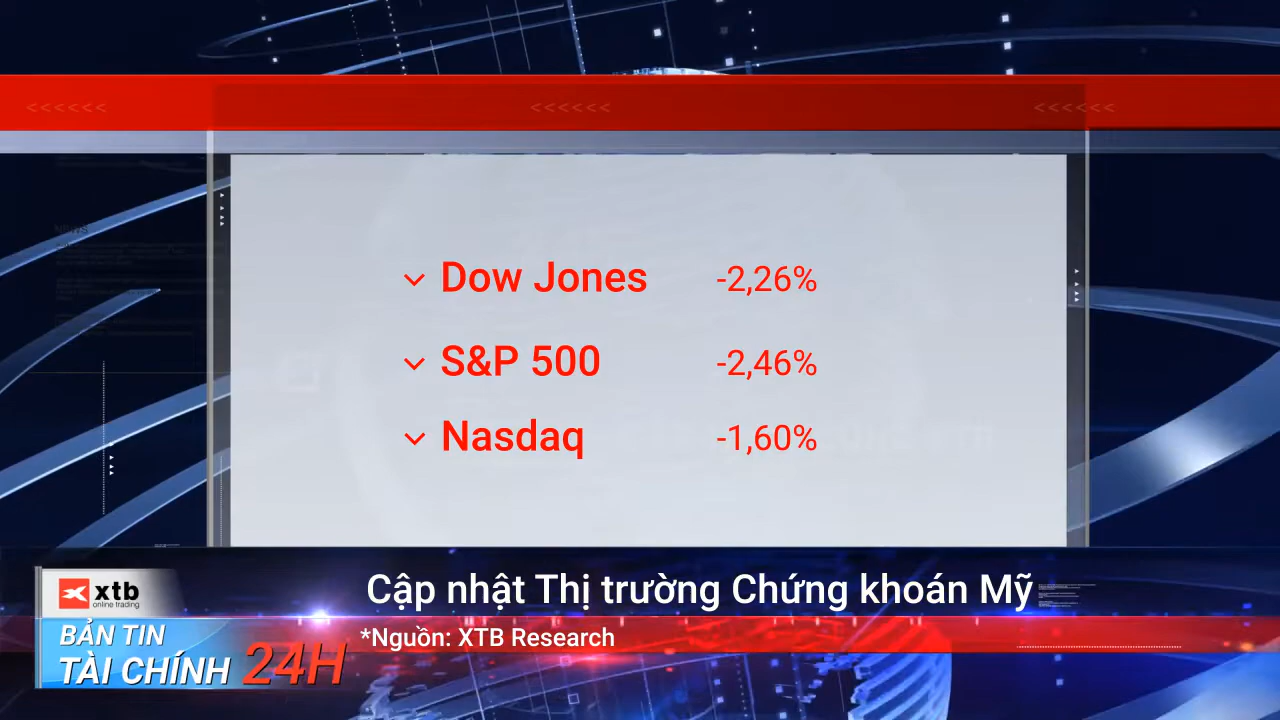 Dow Jones -2,26%
S&P 500 -2,46%
Nasdaq -1,60%
Cập nhật Thị trường Chứng khoán Mỹ
*Nguồn: XTB Research
xtb
online trading
BẢN TIN
TÀI CHÍNH 24H